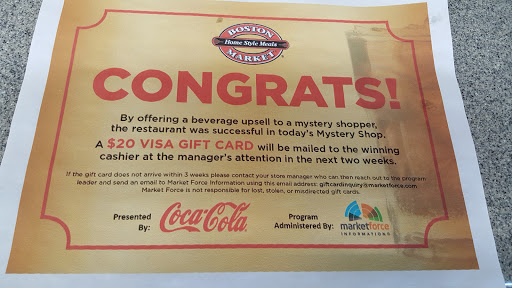 BOSTON
Home Style Meals
MARKET
CONGRATS!
By offering a beverage upsell to a mystery shopper,
the restaurant was successful in today's Mystery Shop.
A $20 VISA GIFT CARD will be mailed to the winning
cashier at the manager's attention in the next two weeks.
If the gift card does not arrive within 3 weeks please contact your store manager who can then reach out to the program
leader and send an email to Market Force Information using this email address: giftcardinquiry@marketforce.com.
Market Force is not responsible for lost, stolen, or misdirected gift cards.
Presented
By:
Coca-Cola
Program
Administered By:
marketforce
INFORMATION